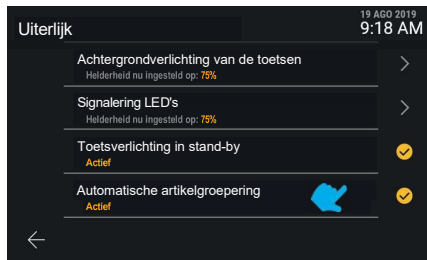 19 AGO 2019
Uiterlijk
9:18 AM
Achtergrondverlichting van de toetsen
Helderheid nu ingesteld op: 75%
Signalering LED's
Helderheid nu ingesteld op: 75%
Toetsverlichting in stand-by
Actief
Automatische artikelgroepering
Actief